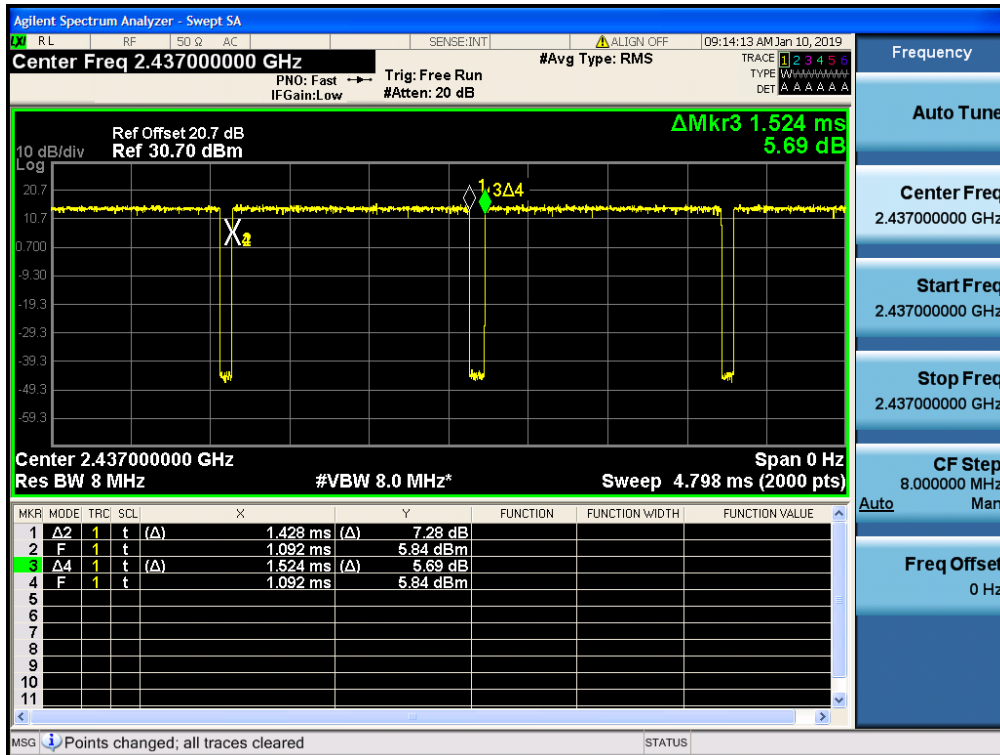 Agilent Spectrum Analyzer - Swept SA
LXI RL RF 50 Ω AC SENSE:INT ALIGN OFF 09:14:13 AM Jan 10, 2019
Center Freq 2.437000000 GHz
PNO: Fast
IFGain:Low
Trig: Free Run
#Atten: 20 dB
#Avg Type: RMS
TRACE 1 2 3 4 5 6
TYPE
DET A A A A A A
ΔMkr3 1.524 ms
5.69 dB
Ref Offset 20.7 dB
10 dB/div Ref 30.70 dBm
Log
20.7
10.7
0.700
-9.30
-19.3
-29.3
-39.3
-49.3
-59.3
1 3Δ4
Center 2.437000000 GHz Span 0 Hz
Res BW 8 MHz #VBW 8.0 MHz* Sweep 4.798 ms (2000 pts)
MKR MODE TRC SCL X Y FUNCTION FUNCTION WIDTH FUNCTION VALUE
1 Δ2 1 t (Δ) 1.428 ms (Δ) 7.28 dB
2 F 1 t 1.092 ms 5.84 dBm
3 Δ4 1 t (Δ) 1.524 ms (Δ) 5.69 dB
4 F 1 t 1.092 ms 5.84 dBm
5
6
7
8
9
10
11
MSG Points changed; all traces cleared STATUS
Frequency
Auto Tune
Center Freq
2.437000000 GHz
Start Freq
2.437000000 GHz
Stop Freq
2.437000000 GHz
CF Step
8.000000 MHz
Auto Man
Freq Offset
0 Hz